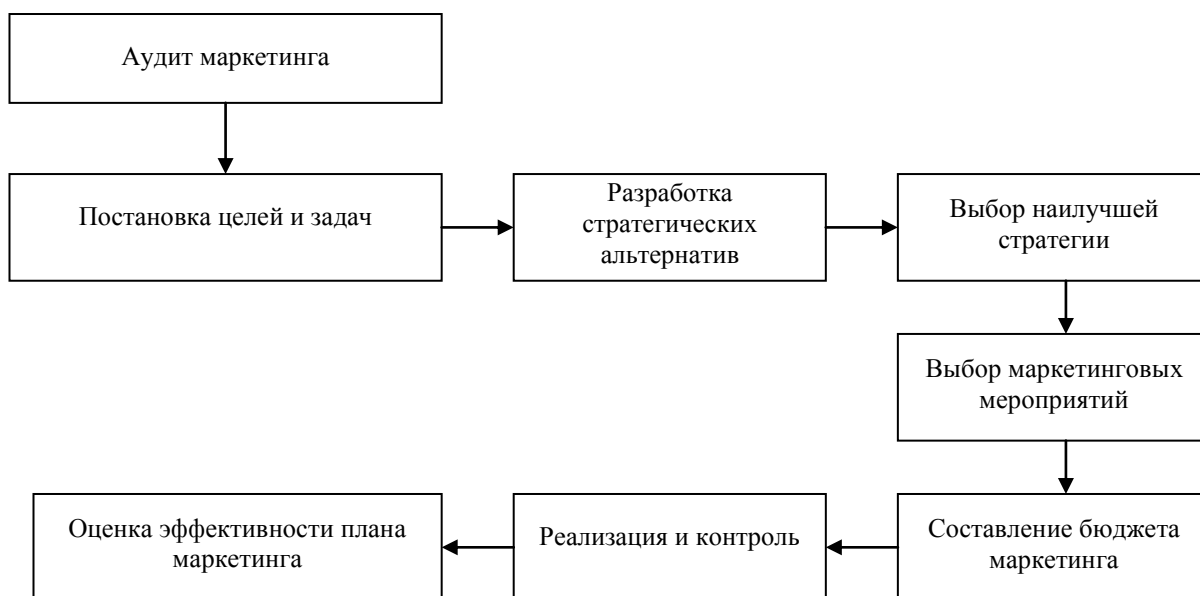 Аудит маркетинга
Постановка целей и задач
Разработка
стратегических
альтернатив
Выбор наилучшей
стратегии
Выбор маркетинговых
мероприятий
Составление бюджета
маркетинга
Реализация и контроль
Оценка эффективности плана
маркетинга